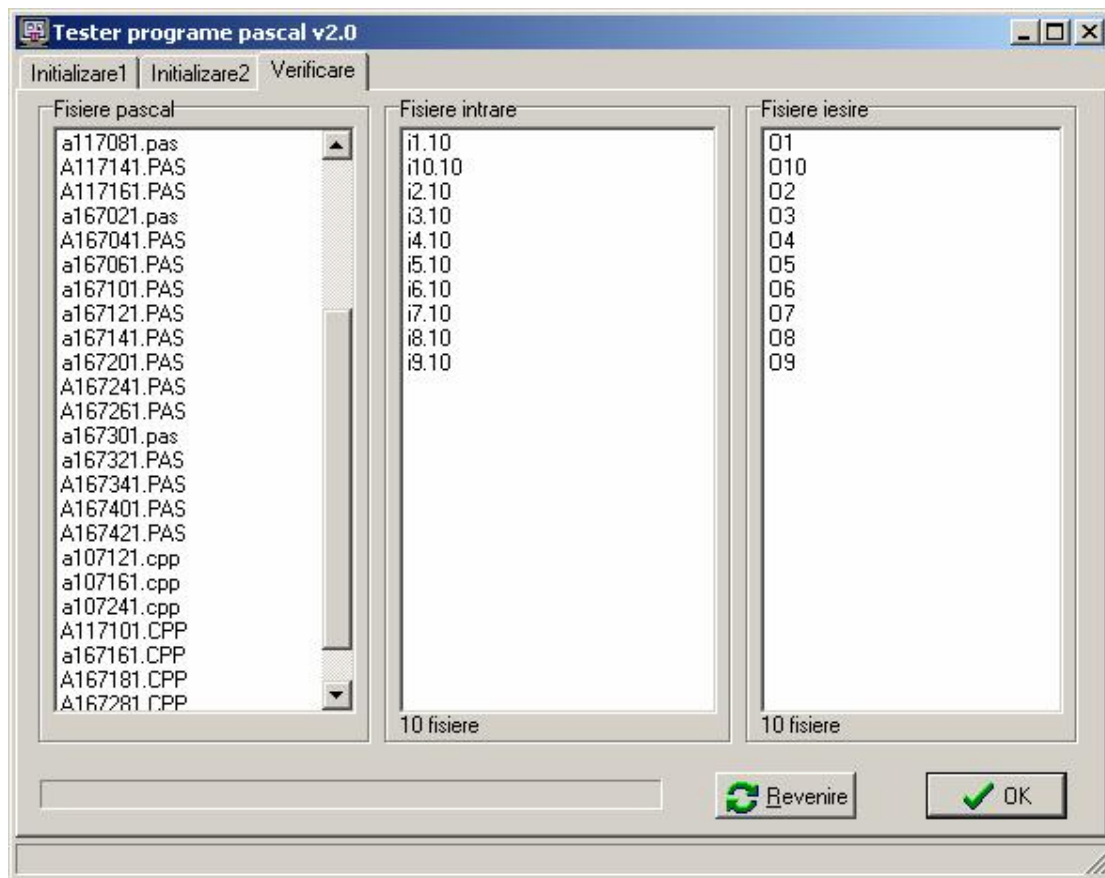 Tester programe pascal v2.0
Initializare1 Initializare2 Verificare
Fisiere pascal
a117081.pas
A117141.PAS
A117161.PAS
a167021.pas
A167041.PAS
a167061.PAS
a167101.PAS
a167121.PAS
a167141.PAS
a167201.PAS
A167241.PAS
A167261.PAS
a167301.pas
a167321.PAS
A167341.PAS
A167401.PAS
A167421.PAS
a107121.cpp
a107161.cpp
a107241.cpp
A117101.CPP
a167161.CPP
A167181.CPP
A167281.CPP
Fisiere intrare
i1.10
i10.10
i2.10
i3.10
i4.10
i5.10
i6.10
i7.10
i8.10
i9.10
10 fisiere
Fisiere iesire
O1
O10
O2
O3
O4
O5
O6
O7
O8
O9
10 fisiere
Revenire
OK